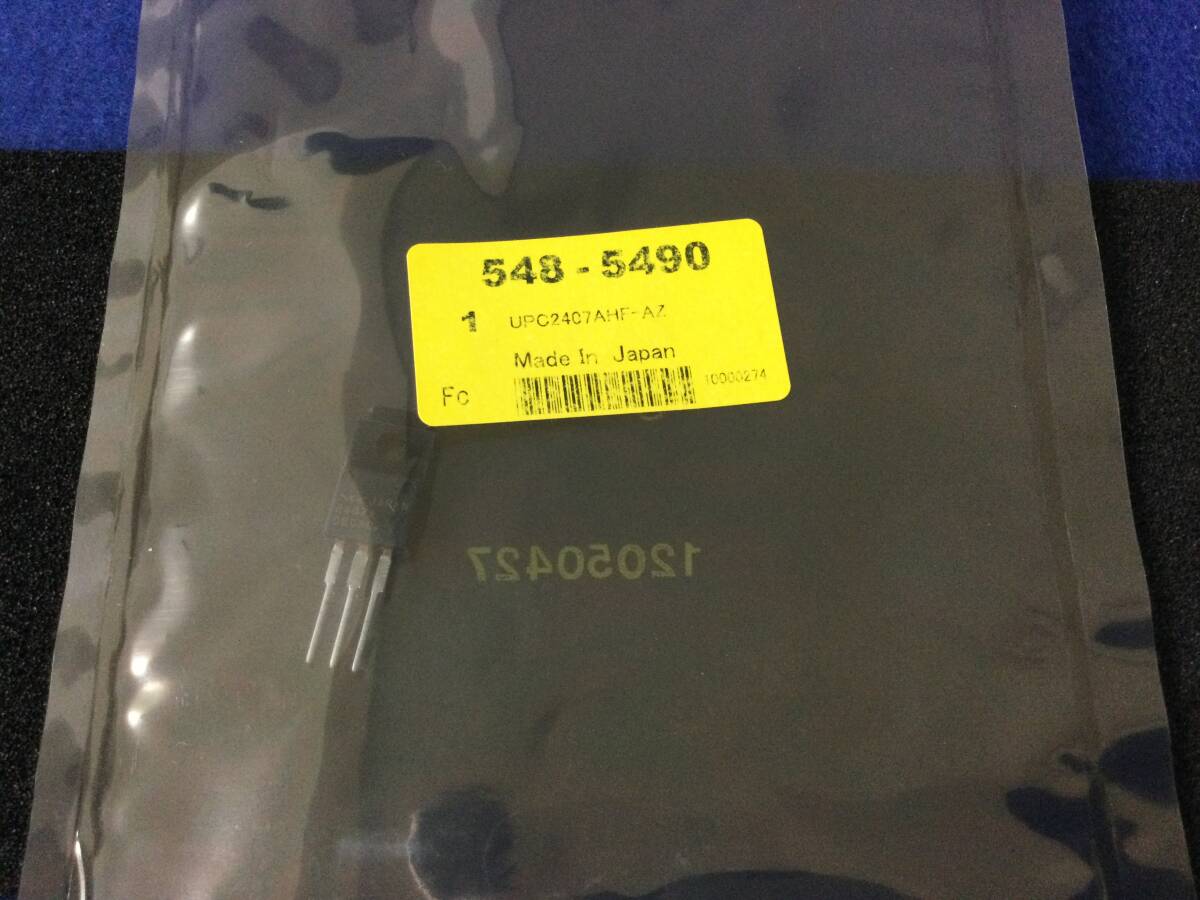 548-5490
1 UPC2407AHF-AZ
Made In Japan
Fc 10000274
12050427